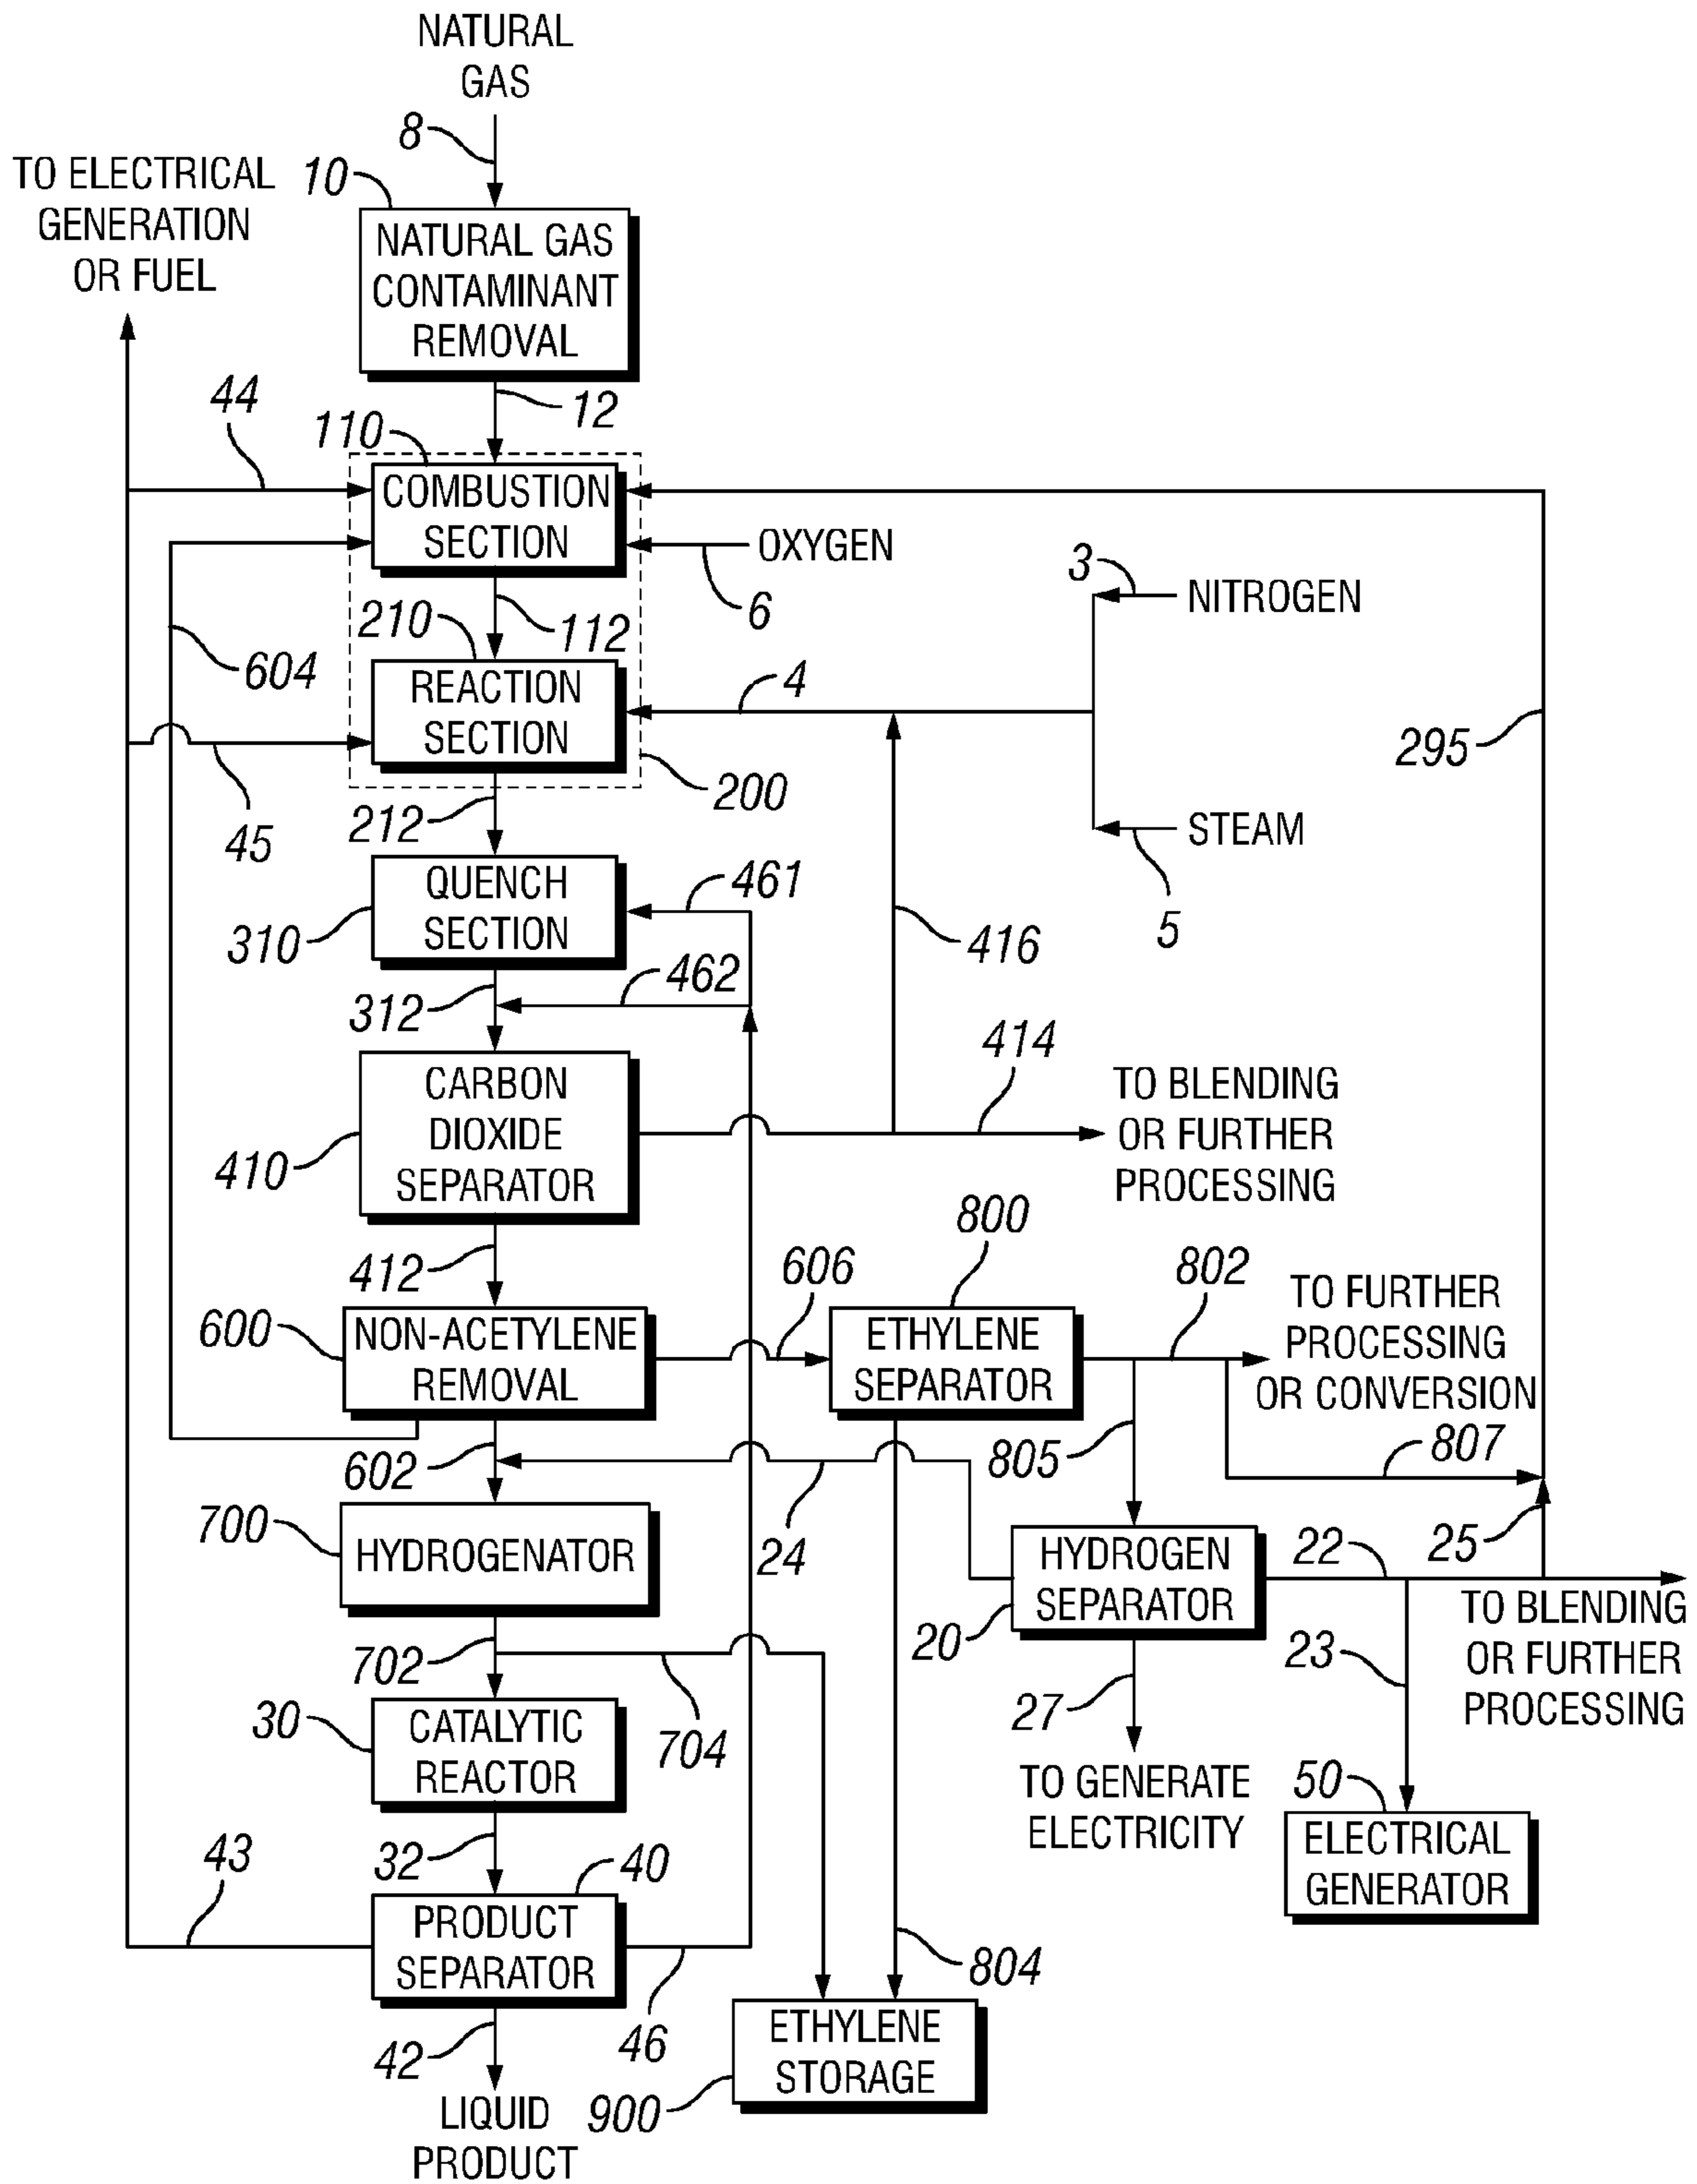 NATURAL
GAS
8
TO ELECTRICAL
GENERATION
OR FUEL
10
NATURAL GAS
CONTAMINANT
REMOVAL
12
44
110
COMBUSTION
SECTION
OXYGEN
6
3
NITROGEN
112
210
604
REACTION
SECTION
4
295
200
45
212
STEAM
5
QUENCH
SECTION
310
461
416
462
312
414
CARBON
DIOXIDE
SEPARATOR
410
TO BLENDING
OR FURTHER
PROCESSING
412
606
800
802
600
NON-ACETYLENE
REMOVAL
ETHYLENE
SEPARATOR
TO FURTHER
PROCESSING
OR CONVERSION
805
807
602
24
700
HYDROGENATOR
HYDROGEN
SEPARATOR
20
22
25
TO BLENDING
OR FURTHER
PROCESSING
23
702
704
27
TO GENERATE
ELECTRICITY
30
CATALYTIC
REACTOR
50
ELECTRICAL
GENERATOR
32
40
43
PRODUCT
SEPARATOR
46
804
42
ETHYLENE
STORAGE
900
LIQUID
PRODUCT